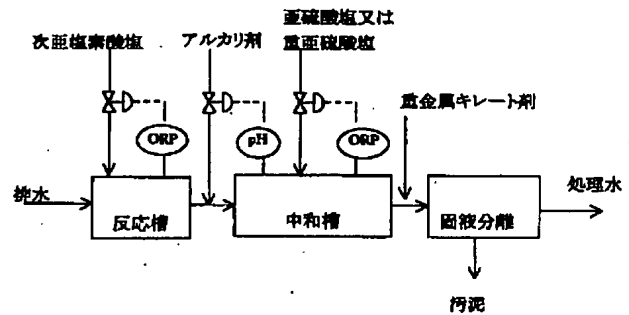 亜硫酸塩又は
重亜硫酸塩
次亜塩素酸塩
アルカリ剤
重金属キレート剤
ORP
pH
ORP
排水
反応槽
中和槽
固液分離
処理水
汚泥